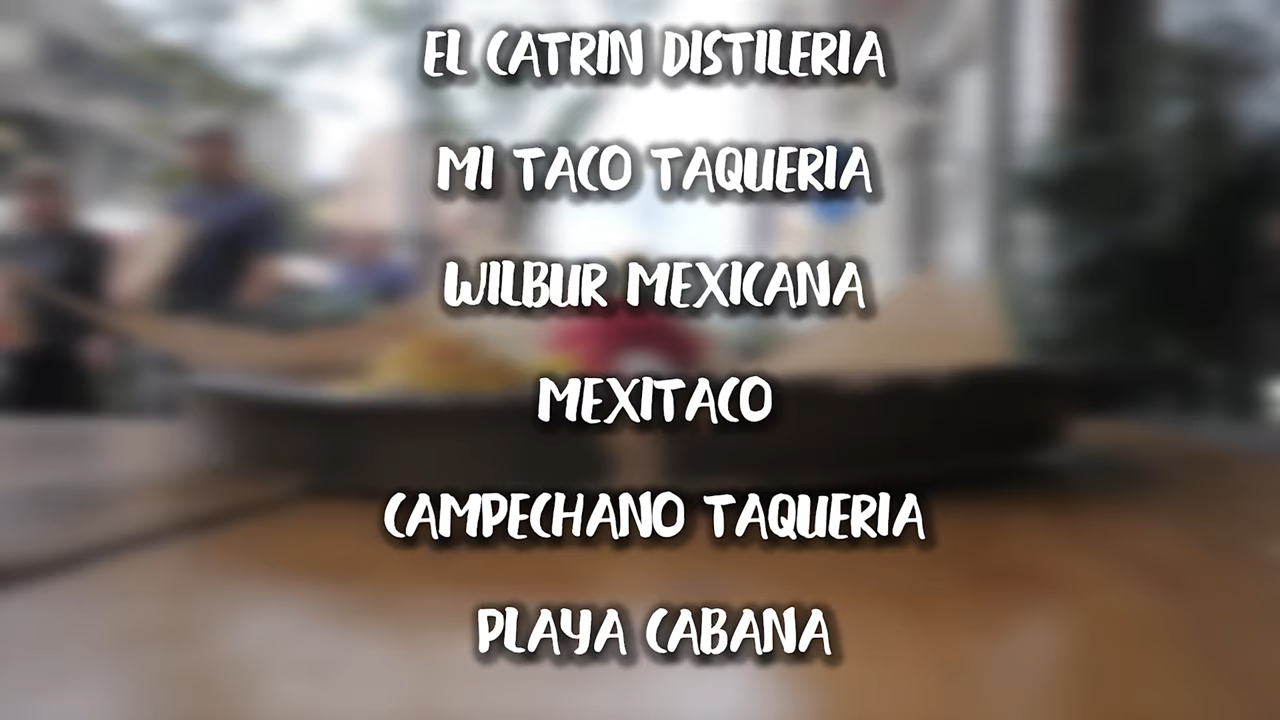 EL CATRIN DISTILERIA
MI TACO TAQUERIA
WILBUR MEXICANA
MEXITACO
CAMPECHANO TAQUERIA
PLAYA CABANA